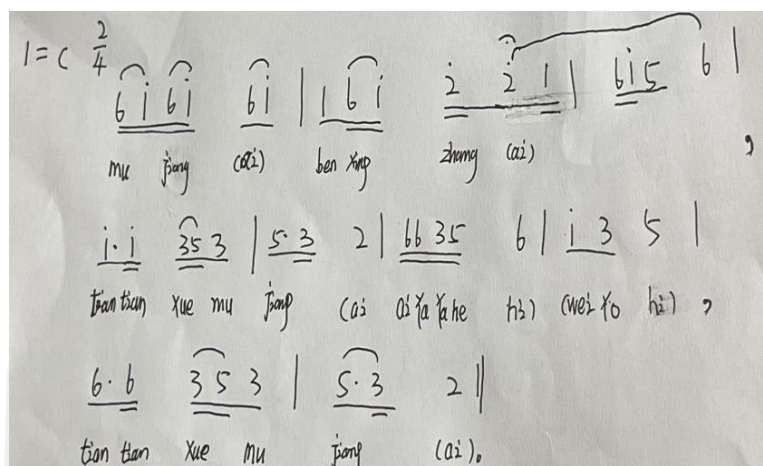 1=C 2/4
6 i 6 i 6 i | 1 6 i 2 2 1 | 6 i 5 6 |
mu jiang (ai) ben xing zhang (ai) ,
i· i 3 5 3 | 5· 3 2 | 6 6 3 5 6 | i 3 5 |
tian tian xue mu jiang (ai ai ya ya he hi) (wei yo hi) ,
6· 6 3 5 3 | 5· 3 2 ‖
tian tian xue mu jiang (ai)。